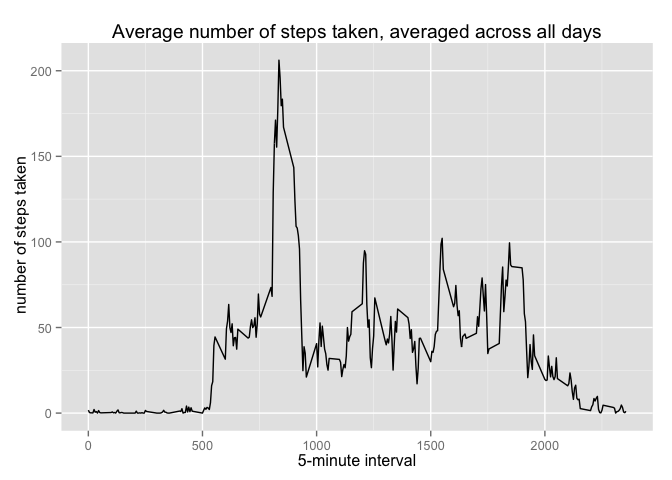 Average number of steps taken, averaged across all days
number of steps taken
200
150
100
50
0
0 500 1000 1500 2000
5-minute interval